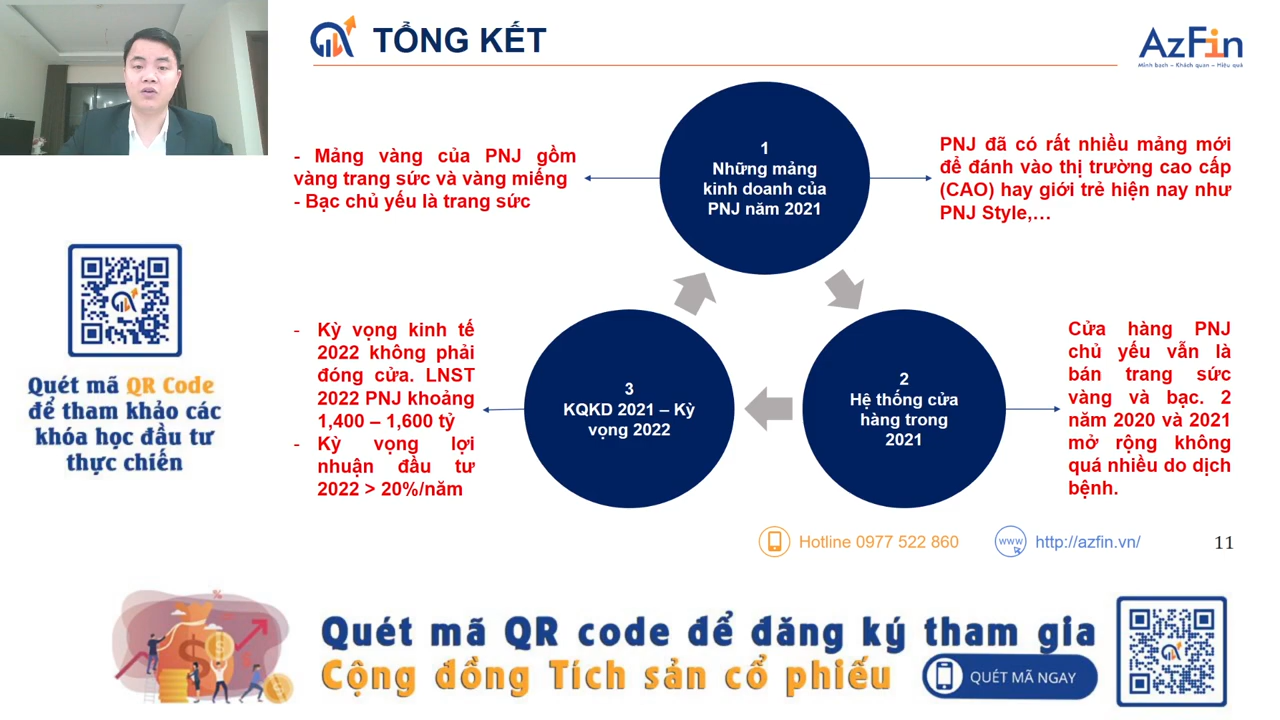 TỔNG KẾT
AzFin
Minh bạch – Khách quan – Hiệu quả
- Mảng vàng của PNJ gồm
vàng trang sức và vàng miếng
- Bạc chủ yếu là trang sức
1
Những mảng
kinh doanh của
PNJ năm 2021
PNJ đã có rất nhiều mảng mới
để đánh vào thị trường cao cấp
(CAO) hay giới trẻ hiện nay như
PNJ Style,…
Quét mã QR Code
để tham khảo các
khóa học đầu tư
thực chiến
- Kỳ vọng kinh tế
2022 không phải
đóng cửa. LNST
2022 PNJ khoảng
1,400 – 1,600 tỷ
- Kỳ vọng lợi
nhuận đầu tư
2022 > 20%/năm
3
KQKD 2021 – Kỳ
vọng 2022
2
Hệ thống cửa
hàng trong
2021
Cửa hàng PNJ
chủ yếu vẫn là
bán trang sức
vàng và bạc. 2
năm 2020 và 2021
mở rộng không
quá nhiều do dịch
bệnh.
Hotline 0977 522 860
www
http://azfin.vn/
11
Quét mã QR code để đăng ký tham gia
Cộng đồng Tích sản cổ phiếu
QUÉT MÃ NGAY